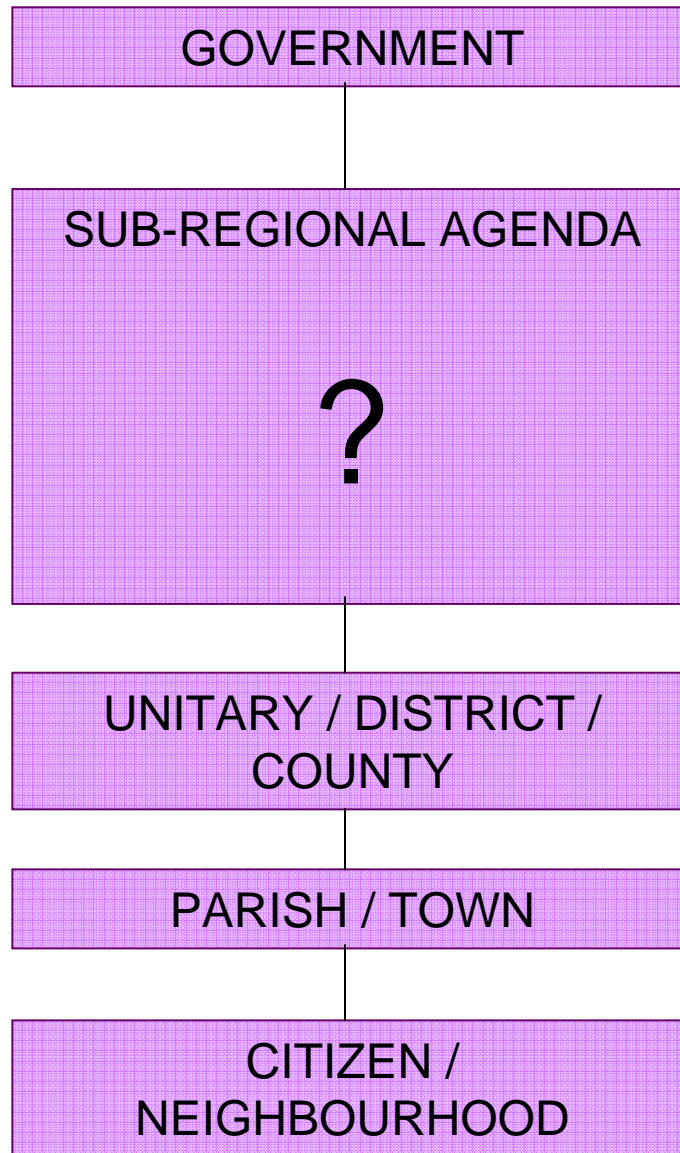 GOVERNMENT
SUB-REGIONAL AGENDA
?
UNITARY / DISTRICT /
COUNTY
PARISH / TOWN
CITIZEN /
NEIGHBOURHOOD